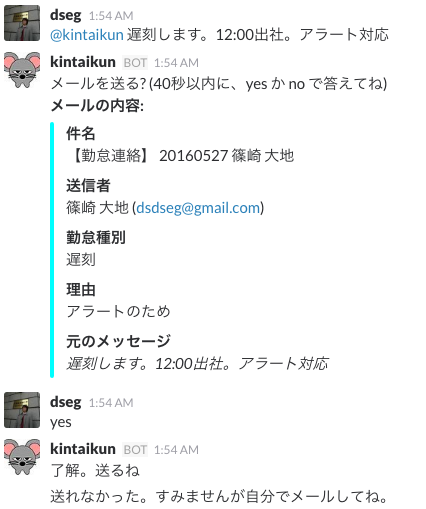 dseg 1:54 AM
@kintaikun 遅刻します。12:00出社。アラート対応
kintaikun BOT 1:54 AM
メールを送る? (40秒以内に、yes か no で答えてね)
メールの内容:
件名
【勤怠連絡】 20160527 篠崎 大地
送信者
篠崎 大地 (dsdseg@gmail.com)
勤怠種別
遅刻
理由
アラートのため
元のメッセージ
遅刻します。12:00出社。アラート対応
dseg 1:54 AM
yes
kintaikun BOT 1:54 AM
了解。送るね
送れなかった。すみませんが自分でメールしてね。